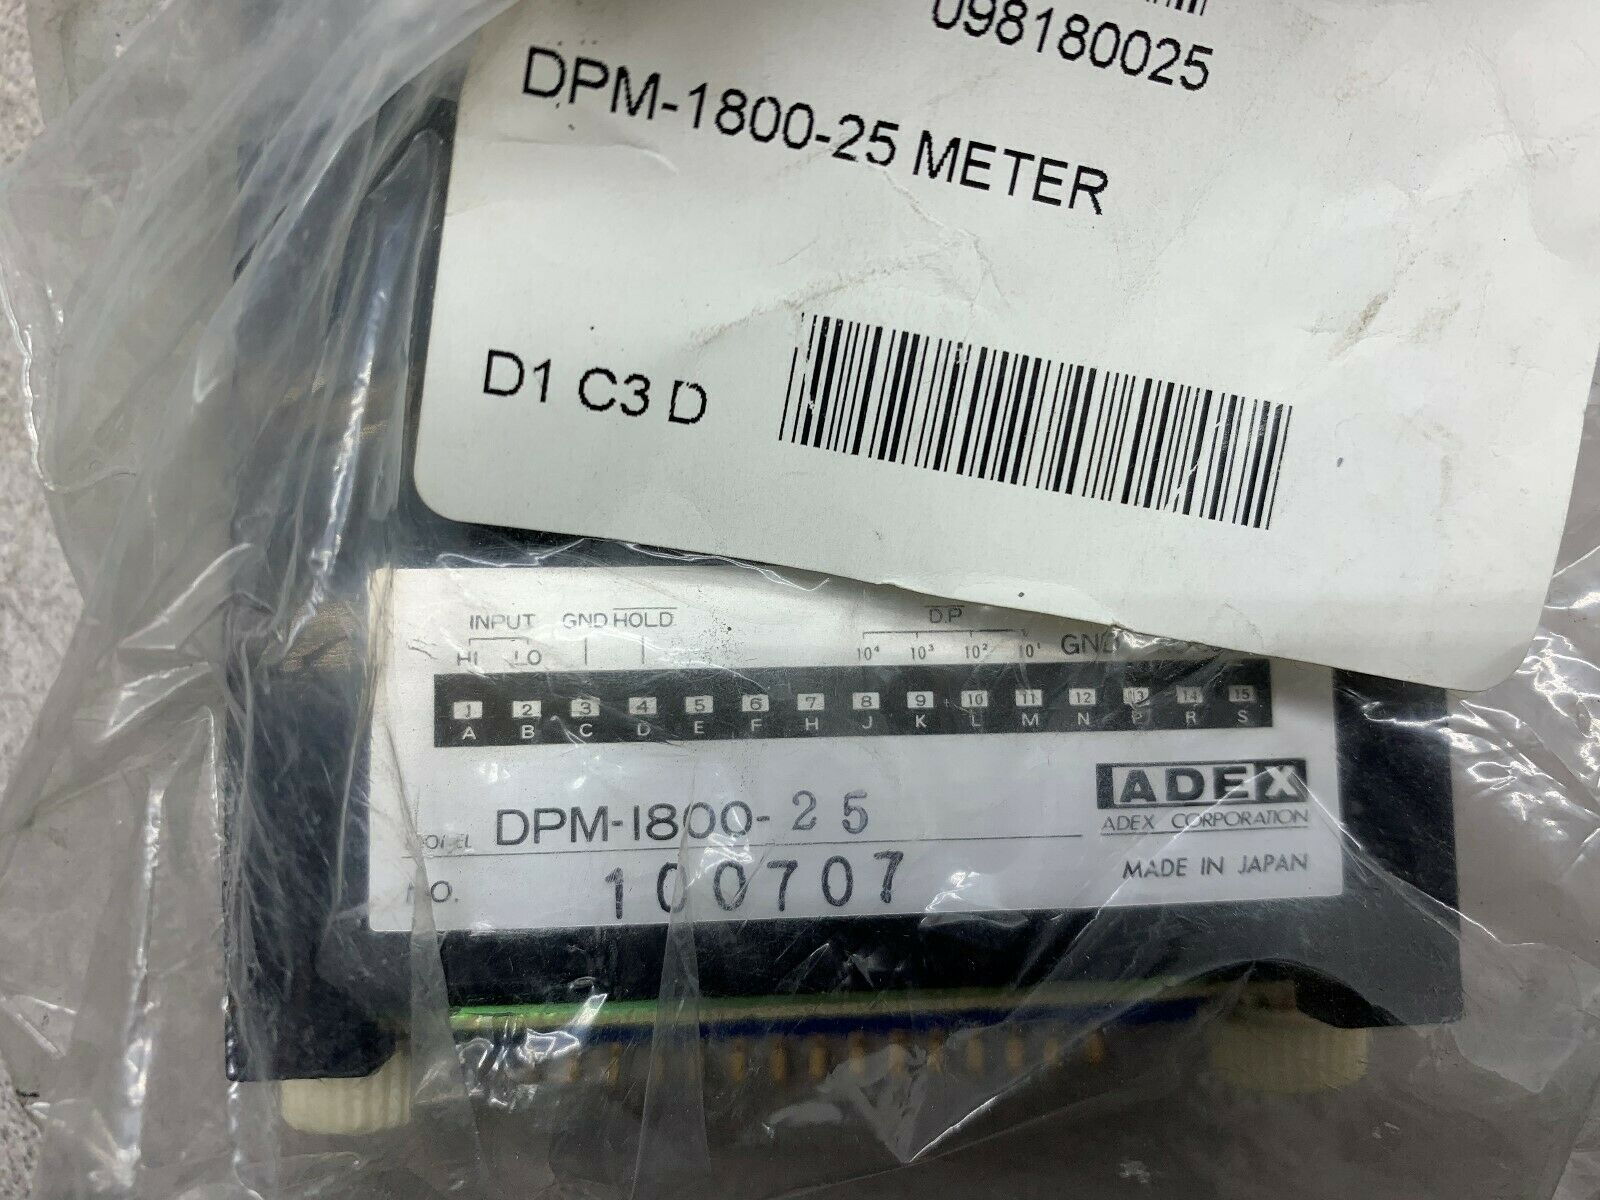 098180025
DPM-1800-25 METER
D1 C3 D
INPUT GND HOLD D.P
HI LO 10⁴ 10³ 10² 10¹ GND
1 2 3 4 5 6 7 8 9 10 11 12 13 14 15
A B C D E F H J K L M N P R S
MODEL DPM-1800-25
ADEX
ADEX CORPORATION
NO. 100707
MADE IN JAPAN